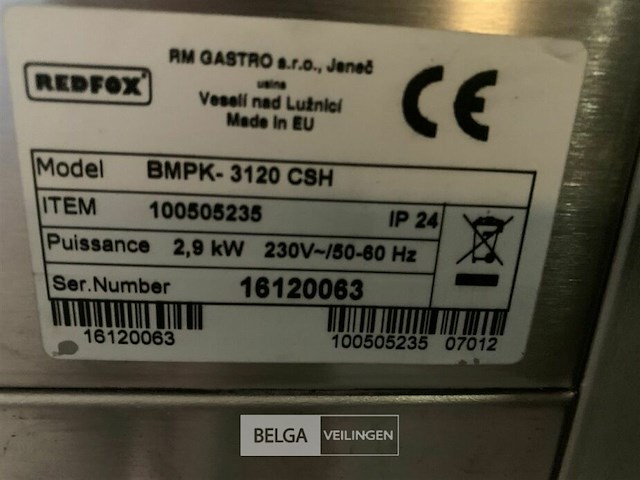 REDFOX
RM GASTRO s.r.o., Jeneč
usine
Veselí nad Lužnicí
Made in EU
CE
Model BMPK- 3120 CSH
ITEM 100505235 IP 24
Puissance 2,9 kW 230V~/50-60 Hz
Ser.Number 16120063
16120063 100505235 07012
BELGA VEILINGEN